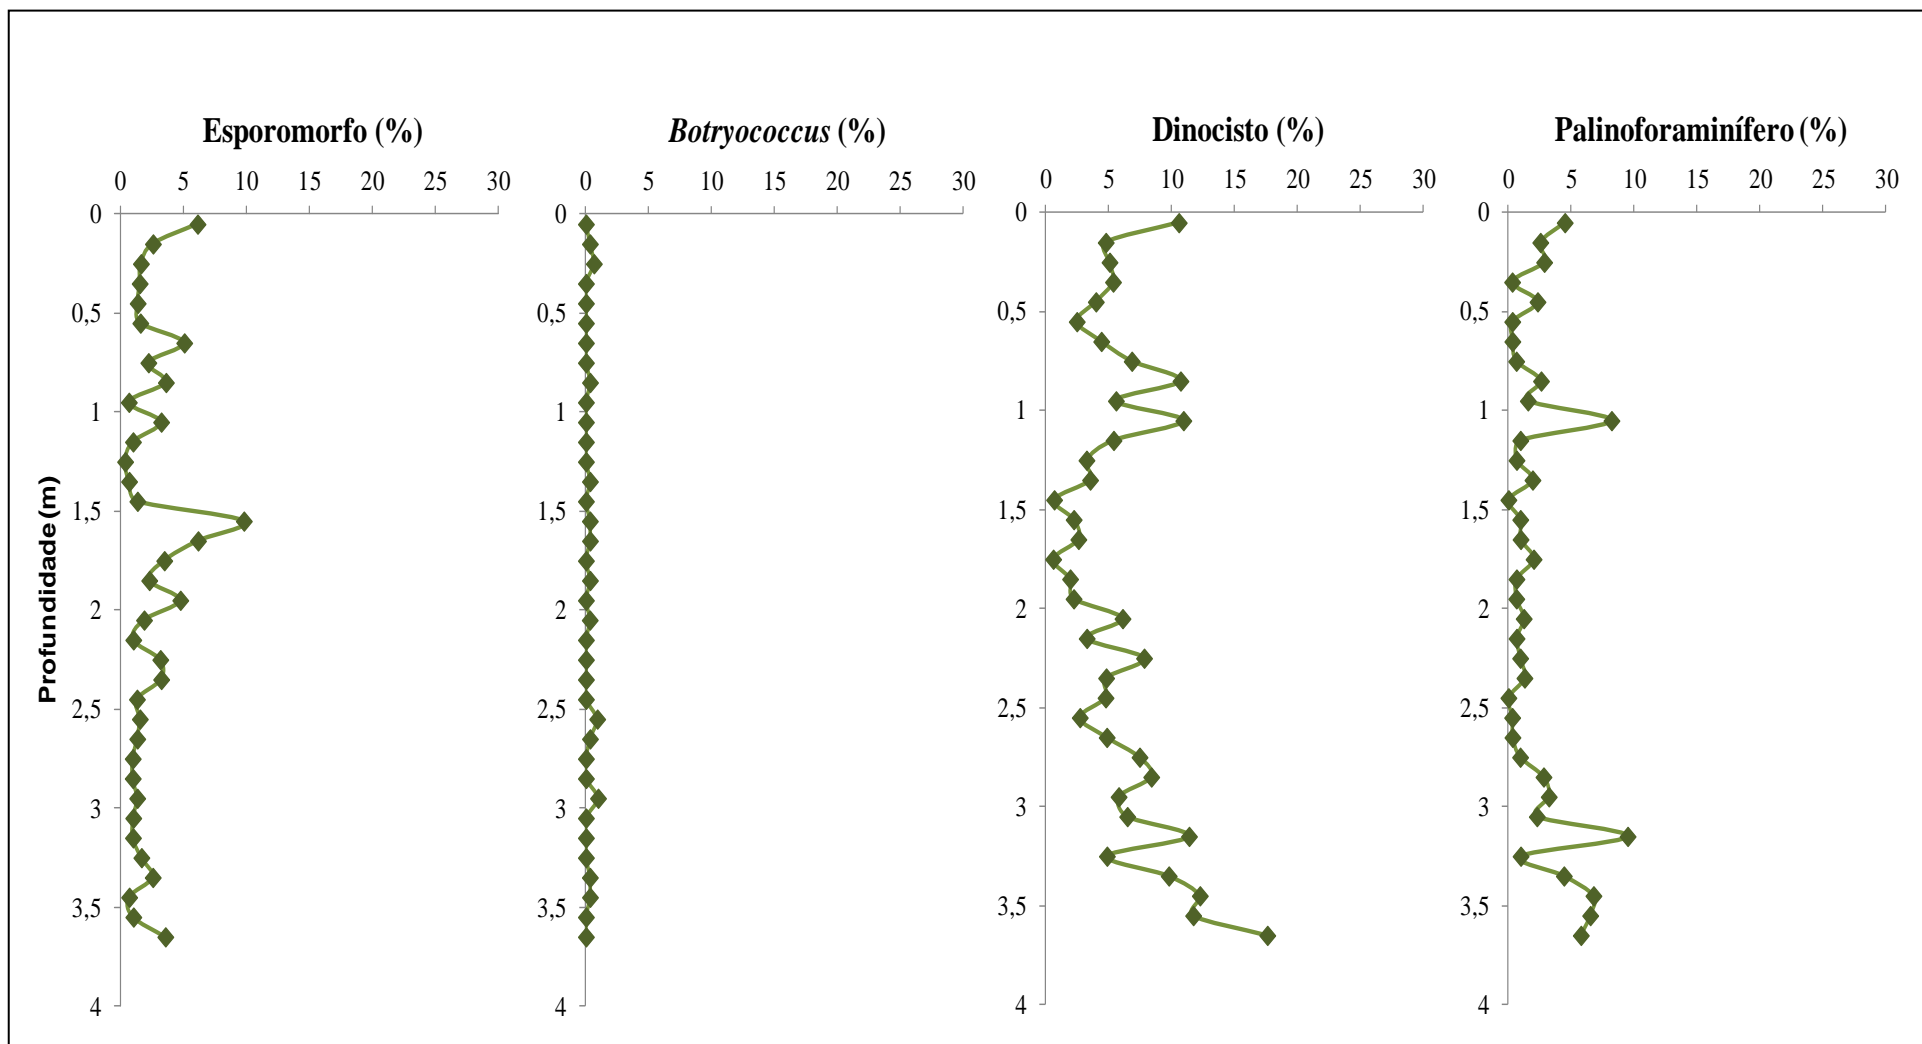 Esporomorfo (%) Botryococcus (%) Dinocisto (%) Palinoforaminífero (%)
0 5 10 15 20 25 30 0 5 10 15 20 25 30 0 5 10 15 20 25 30 0 5 10 15 20 25 30
0 0 0 0
0,5 0,5 0,5 0,5
1 1 1 1
1,5 1,5 1,5 1,5
2 2 2 2
2,5 2,5 2,5 2,5
3 3 3 3
3,5 3,5 3,5 3,5
4 4 4 4
Profundidade (m)